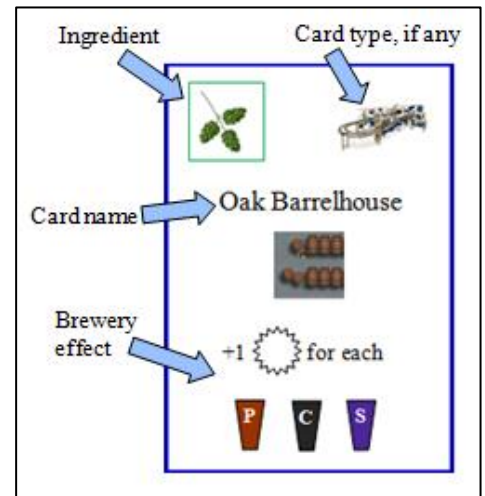 Ingredient
Card type, if any
Card name
Oak Barrelhouse
Brewery
effect
+1 for each
P C S